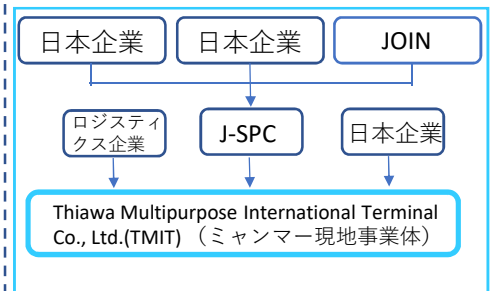 日本企業
日本企業
JOIN
ロジスティ
クス企業
J-SPC
日本企業
Thiawa Multipurpose International Terminal
Co., Ltd.(TMIT) （ミャンマー現地事業体）